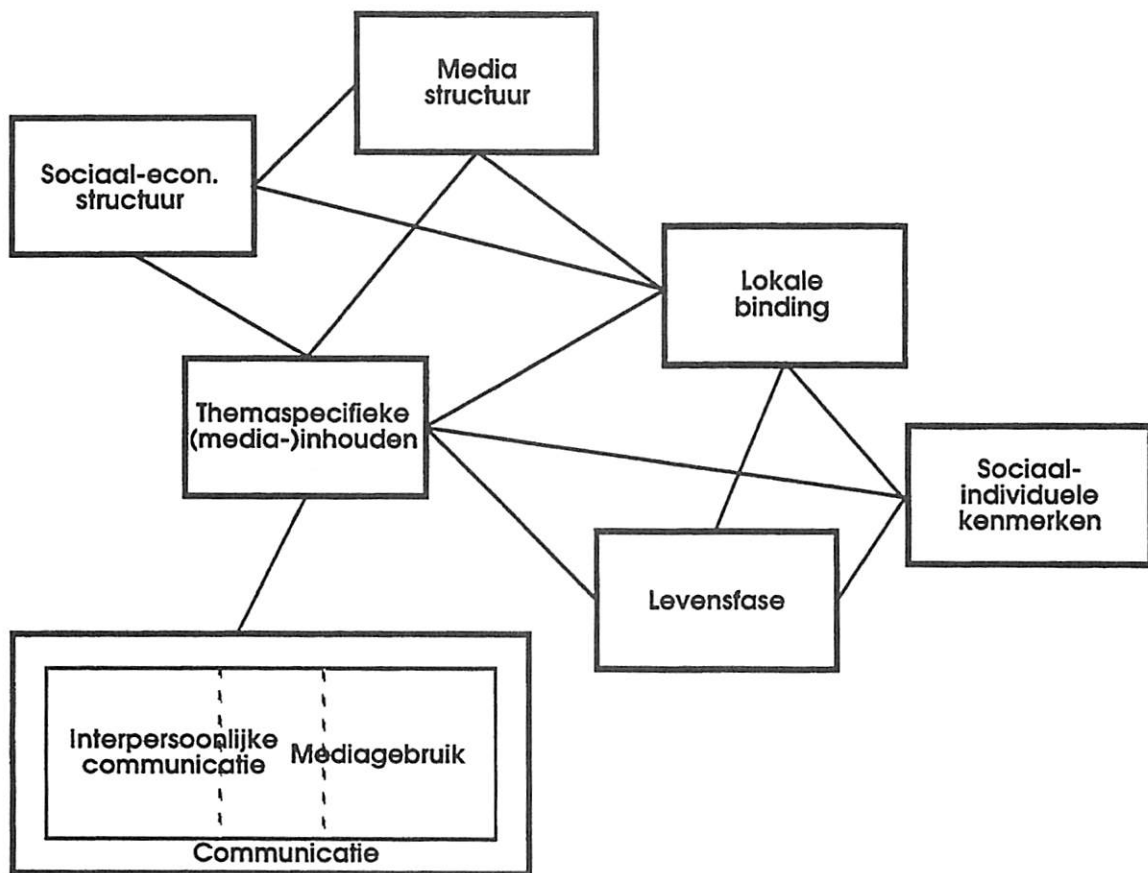 Media
structuur
Sociaal-econ.
structuur
Lokale
binding
Themaspecifieke
(media-)inhouden
Sociaal-
individuele
kenmerken
Levensfase
Interpersoonlijke
communicatie
Mediagebruik
Communicatie